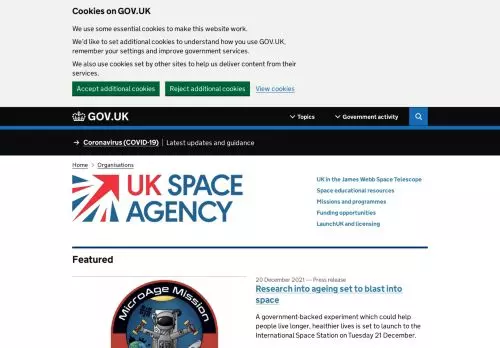 Cookies on GOV.UK
We use some essential cookies to make this website work.
We'd like to set additional cookies to understand how you use GOV.UK,
remember your settings and improve government services.
We also use cookies set by other sites to help us deliver content from their
services.
Accept additional cookies
Reject additional cookies
View cookies
GOV.UK
Topics
Government activity
Coronavirus (COVID-19)
Latest updates and guidance
Home
Organisations
UK SPACE
AGENCY
UK in the James Webb Space Telescope
Space educational resources
Missions and programmes
Funding opportunities
LaunchUK and licensing
Featured
MicroAge Mission
20 December 2021 — Press release
Research into ageing set to blast into
space
A government-backed experiment which could help
people live longer, healthier lives is set to launch to the
International Space Station on Tuesday 21 December.